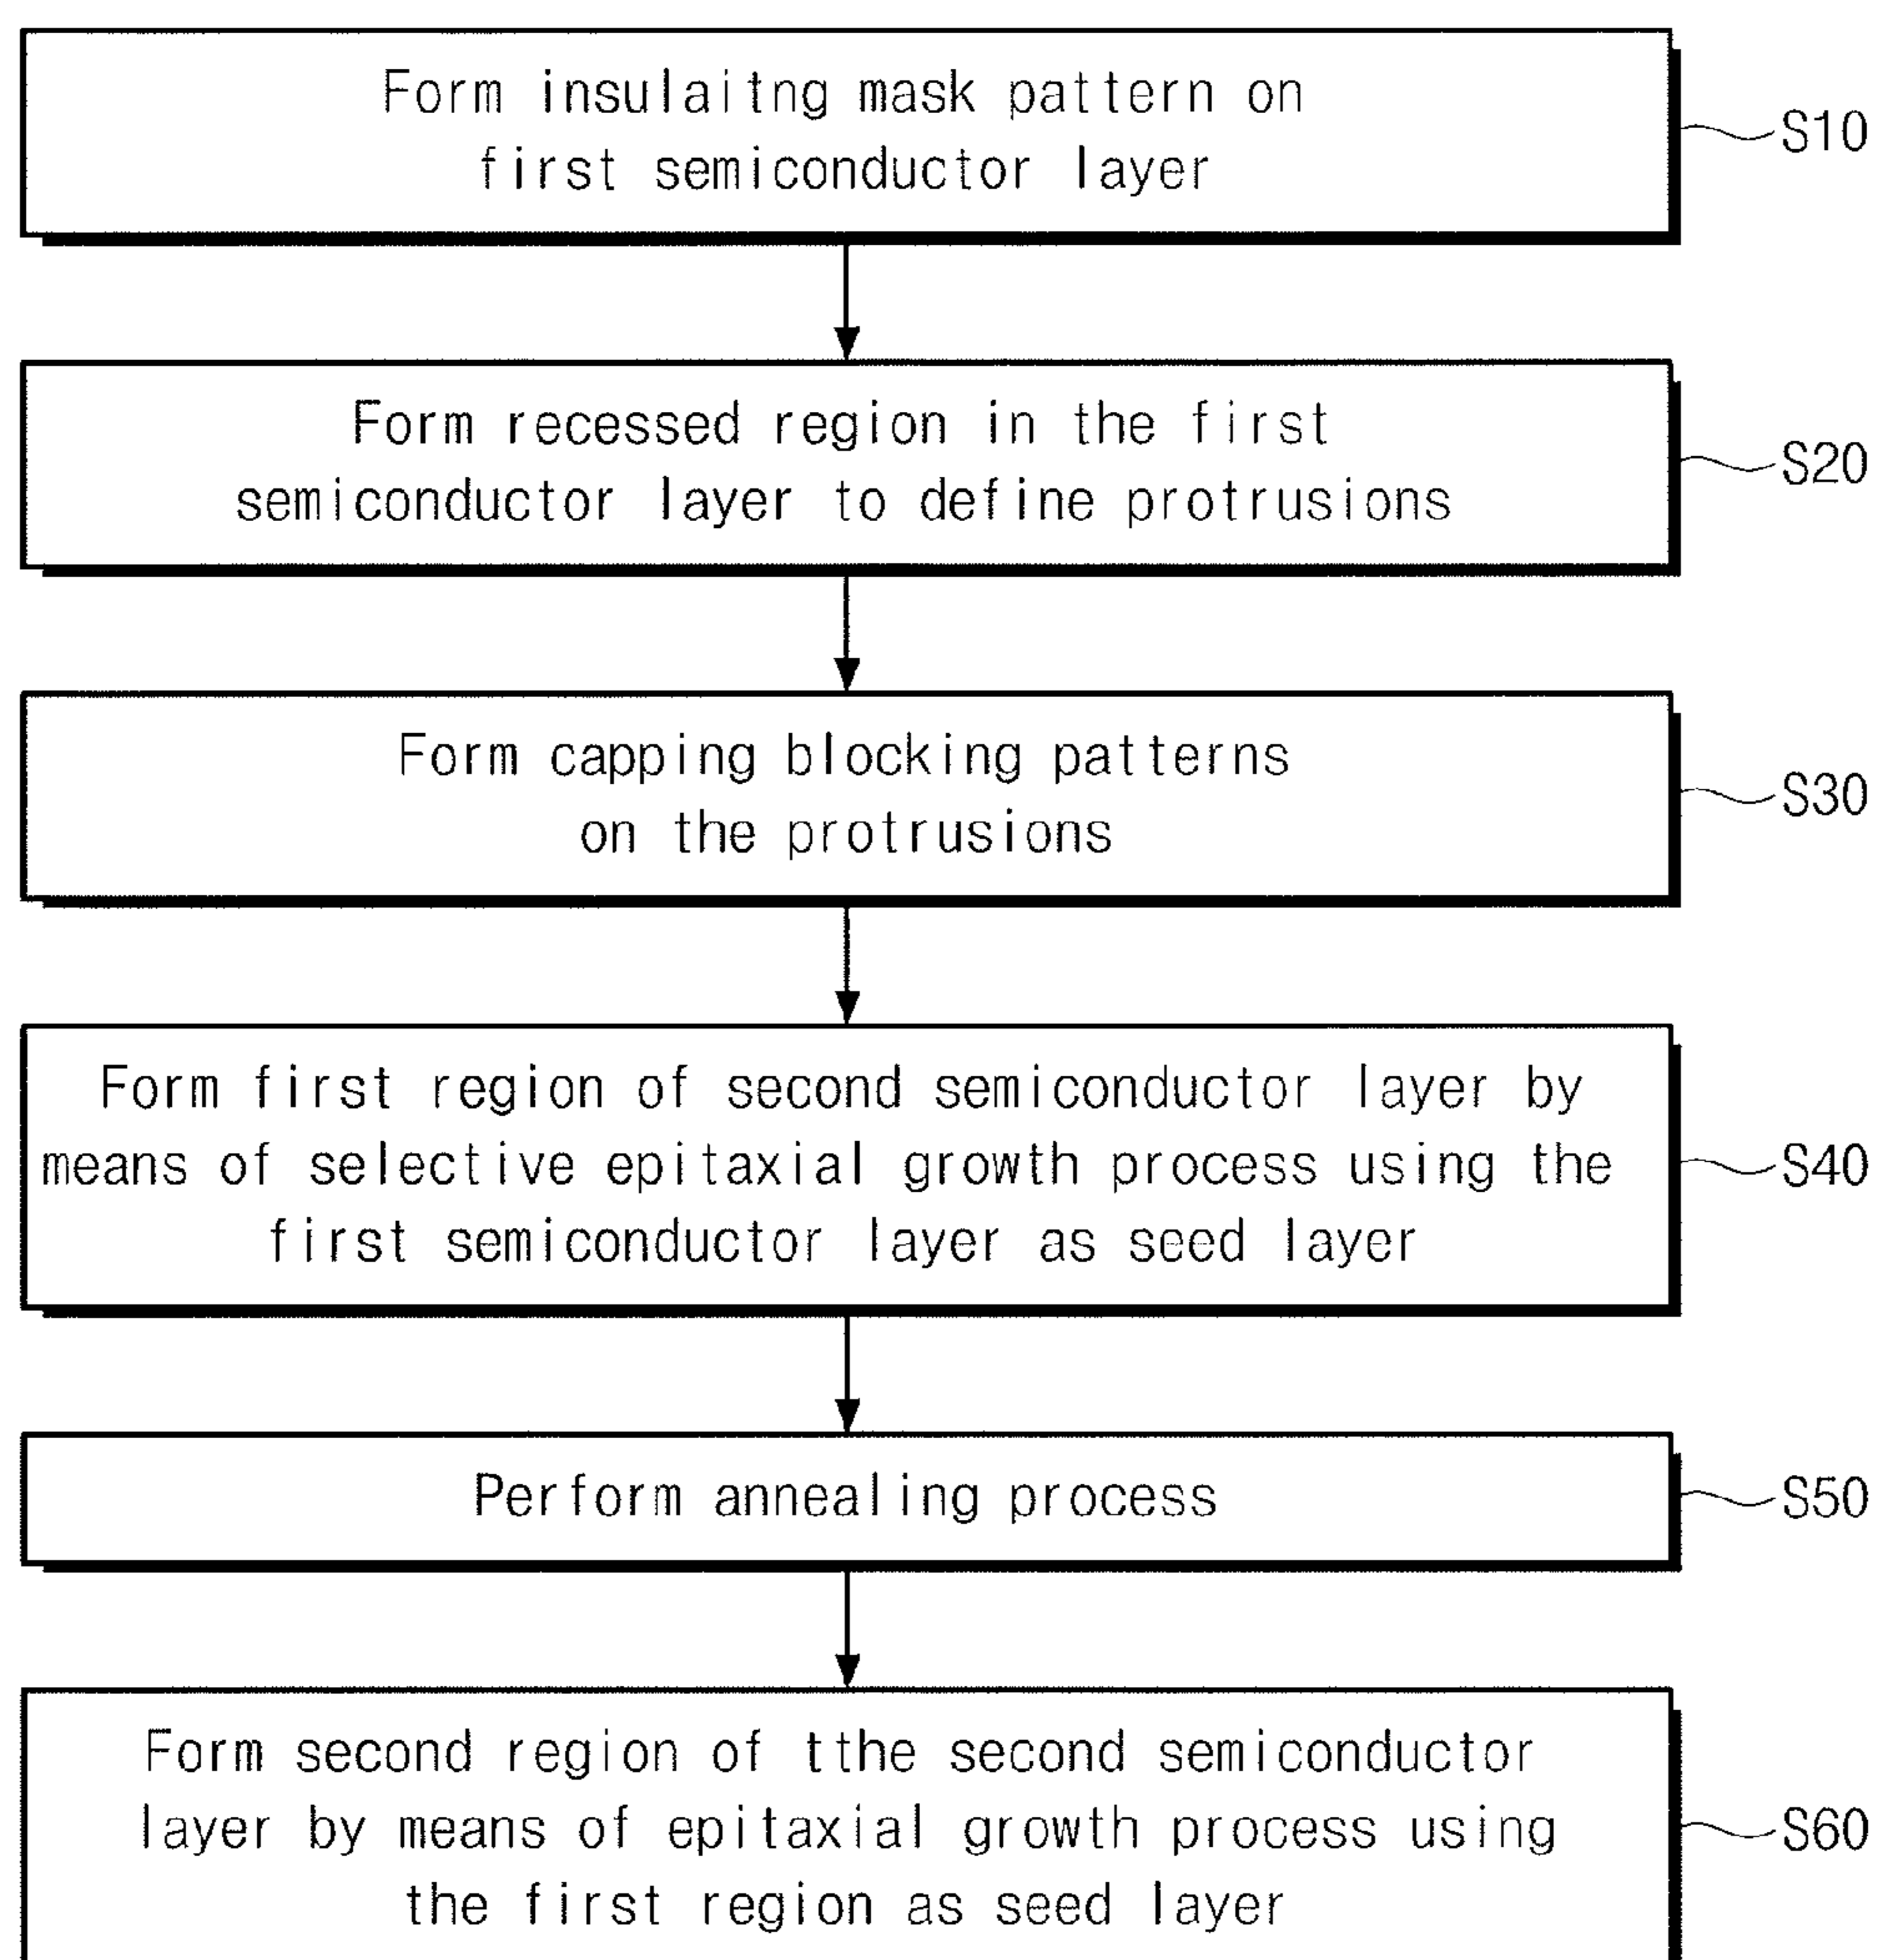 Form insulaitng mask pattern on
first semiconductor layer
S10
Form recessed region in the first
semiconductor layer to define protrusions
S20
Form capping blocking patterns
on the protrusions
S30
Form first region of second semiconductor layer by
means of selective epitaxial growth process using the
first semiconductor layer as seed layer
S40
Perform annealing process
S50
Form second region of tthe second semiconductor
layer by means of epitaxial growth process using
the first region as seed layer
S60